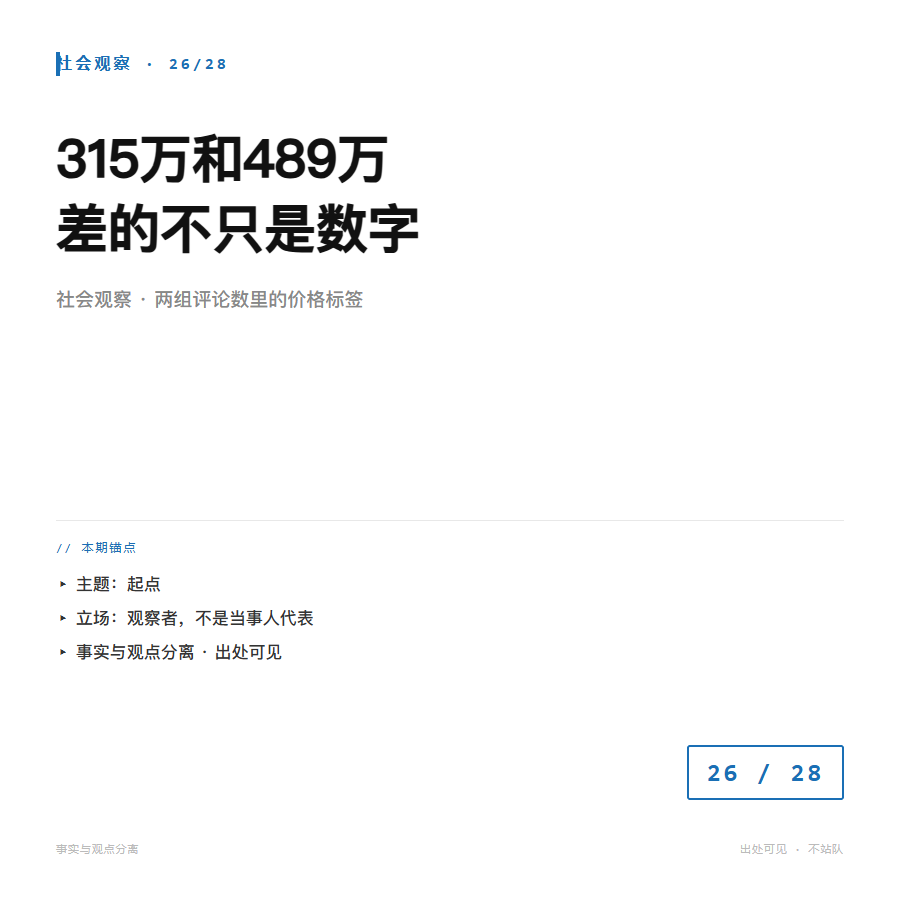 社会观察 · 26/28
315万和489万
差的不只是数字
社会观察 · 两组评论数里的价格标签
// 本期锚点
▸ 主题：起点
▸ 立场：观察者，不是当事人代表
▸ 事实与观点分离 · 出处可见
26 / 28
事实与观点分离
出处可见 · 不站队